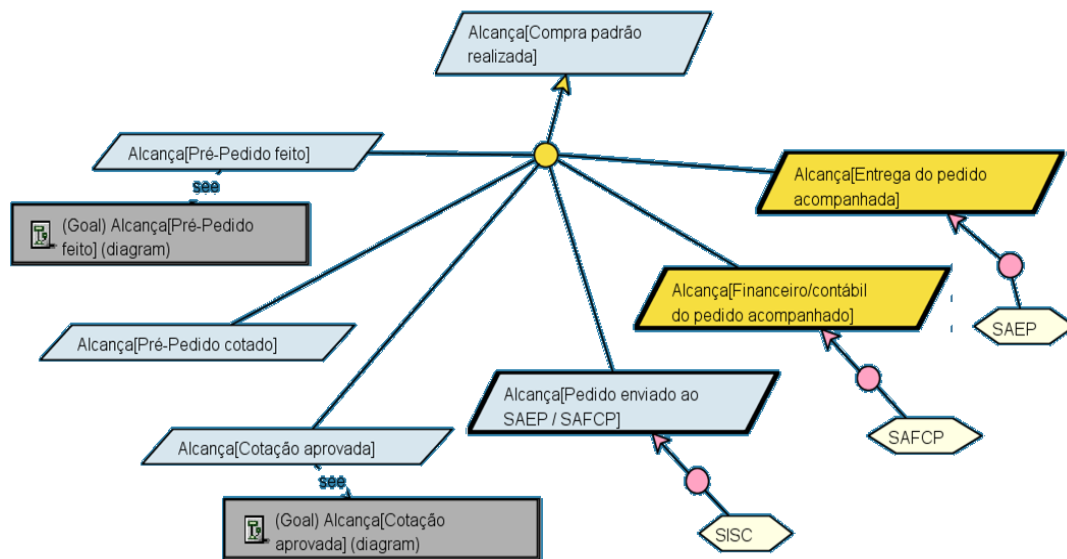 Alcança[Compra padrão
realizada]
Alcança[Pré-Pedido feito]
see
(Goal) Alcança[Pré-Pedido
feito] (diagram)
Alcança[Entrega do pedido
acompanhada]
Alcança[Financeiro/contábil
do pedido acompanhado]
SAEP
Alcança[Pré-Pedido cotado]
Alcança[Pedido enviado ao
SAEP / SAFCP]
SAFCP
Alcança[Cotação aprovada]
see
(Goal) Alcança[Cotação
aprovada] (diagram)
SISC